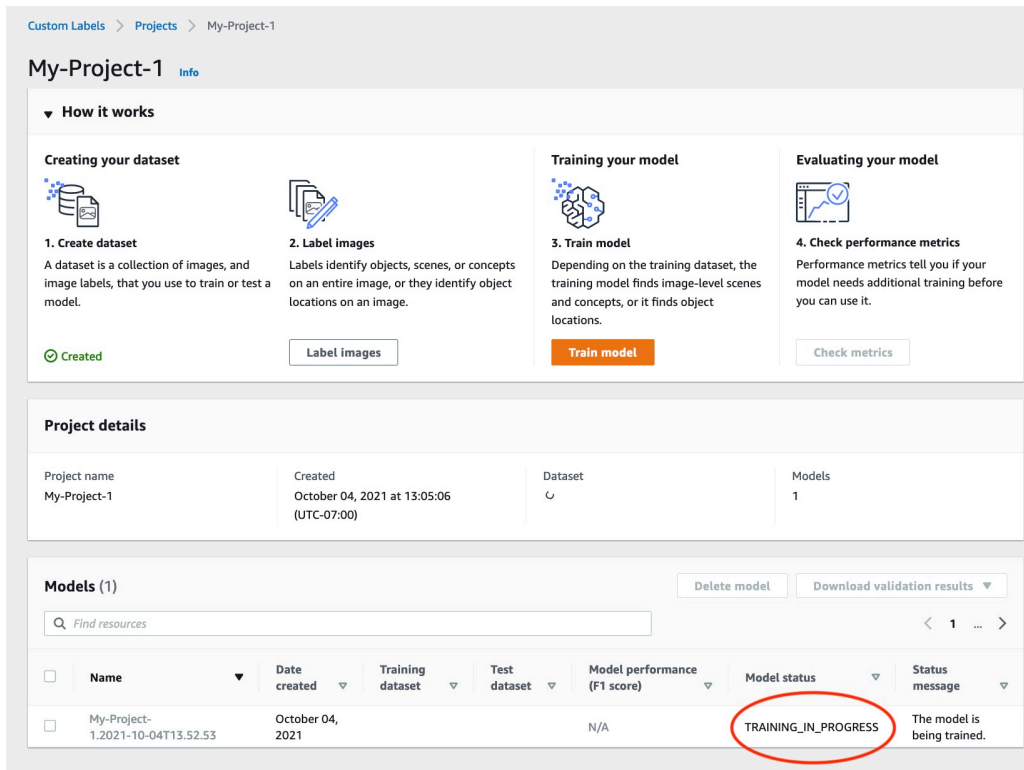 Custom Labels > Projects > My-Project-1
My-Project-1 Info
How it works
Creating your dataset
1. Create dataset
A dataset is a collection of images, and
image labels, that you use to train or test a
model.
Created
2. Label images
Labels identify objects, scenes, or concepts
on an entire image, or they identify object
locations on an image.
Label images
Training your model
3. Train model
Depending on the training dataset, the
training model finds image-level scenes
and concepts, or it finds object
locations.
Train model
Evaluating your model
4. Check performance metrics
Performance metrics tell you if your
model needs additional training before
you can use it.
Check metrics
Project details
Project name
My-Project-1
Created
October 04, 2021 at 13:05:06
(UTC-07:00)
Dataset
Models
1
Models (1)
Delete model
Download validation results
Find resources
1 ...
Name
Date
created
Training
dataset
Test
dataset
Model performance
(F1 score)
Model status
Status
message
My-Project-
1.2021-10-04T13.52.53
October 04,
2021
N/A
TRAINING_IN_PROGRESS
The model is
being trained.